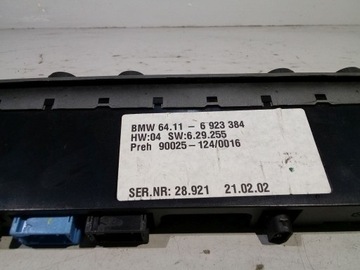 BMW 64.11 - 6 923 384
HW:04 SW:6.29.255
Preh 90025-124/0016
SER.NR: 28.921 21.02.02